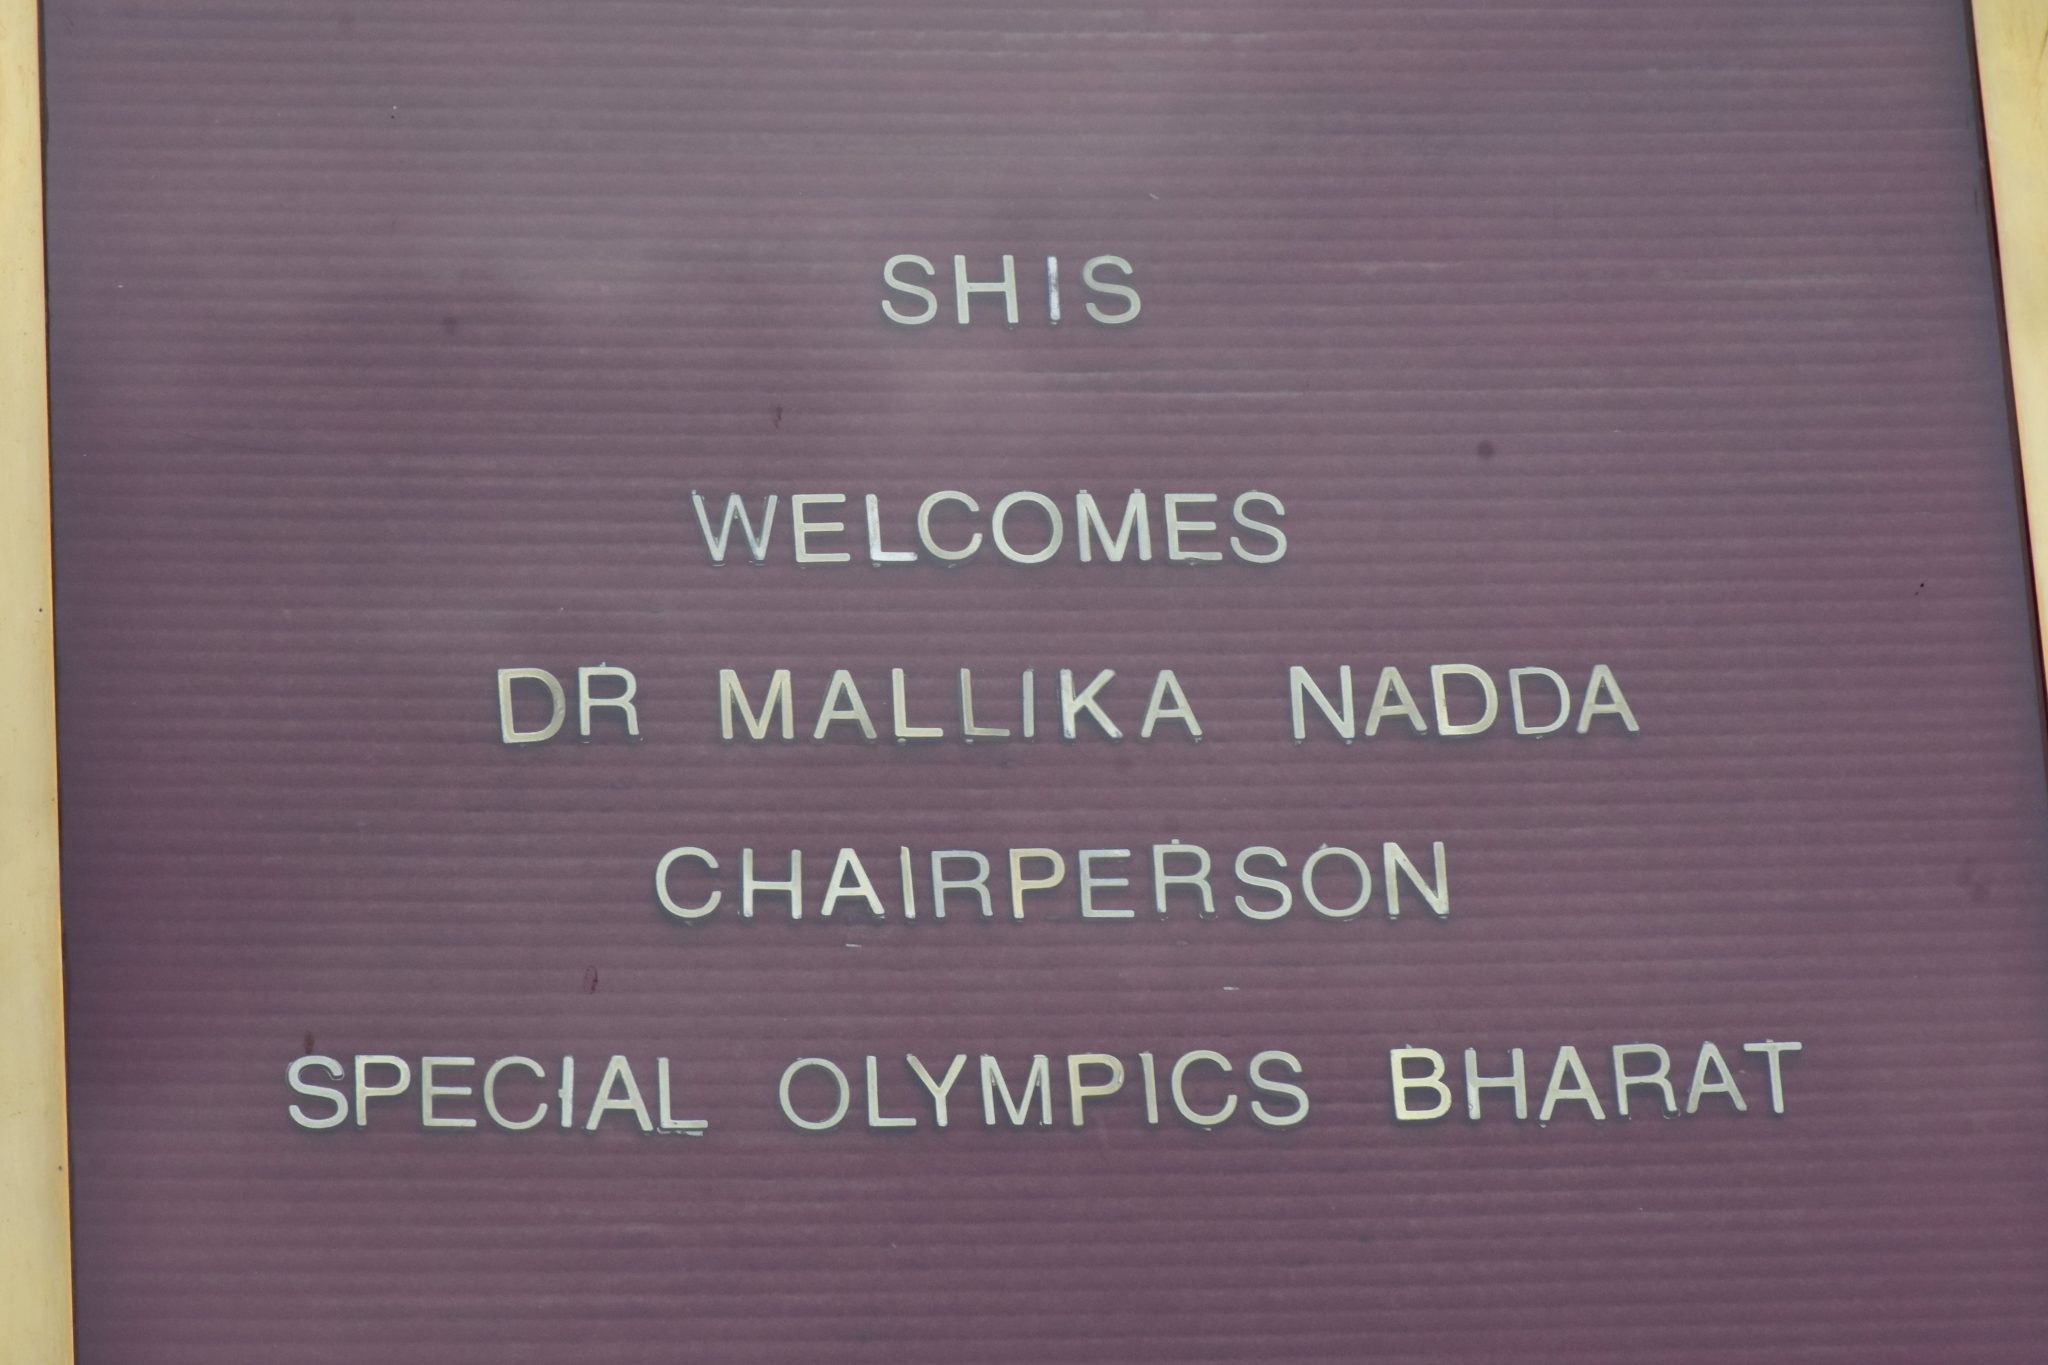 SHIS
WELCOMES
DR MALLIKA NADDA
CHAIRPERSON
SPECIAL OLYMPICS BHARAT